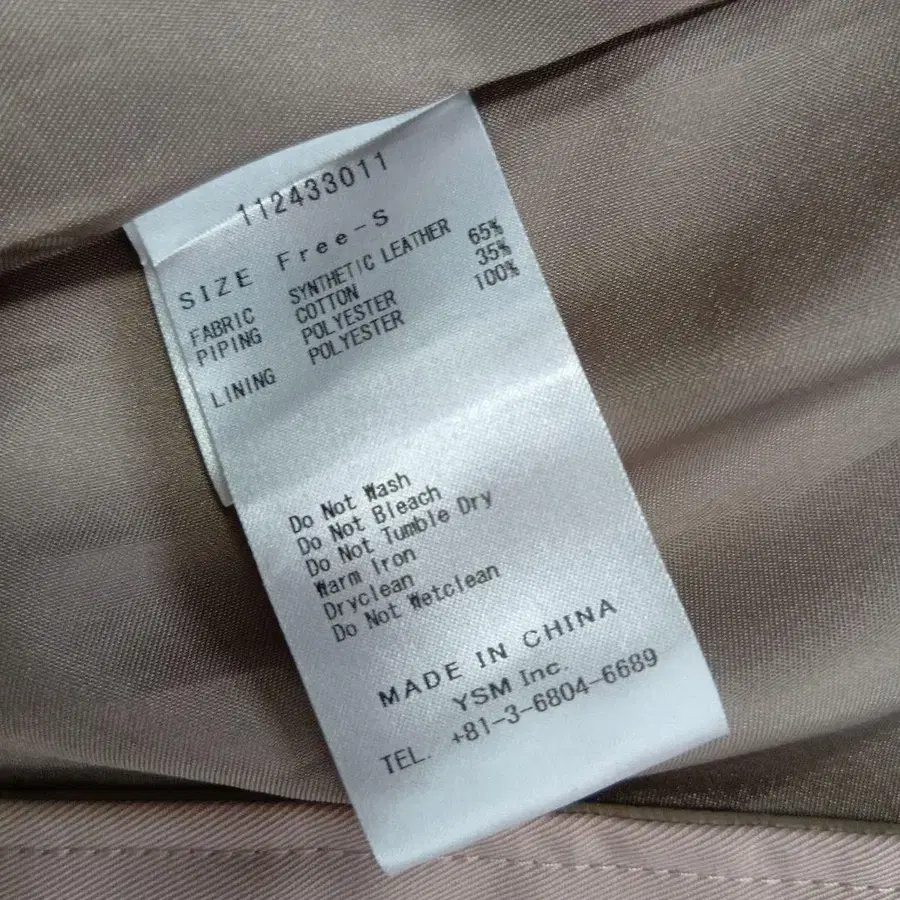 112433011
SIZE Free-S
FABRIC SYNTHETIC LEATHER
PIPING COTTON 65%
POLYESTER 35%
LINING POLYESTER 100%
Do Not Wash
Do Not Bleach
Do Not Tumble Dry
Warm Iron
Dryclean
Do Not Wetclean
MADE IN CHINA
YSM Inc.
TEL. +81-3-6804-6689